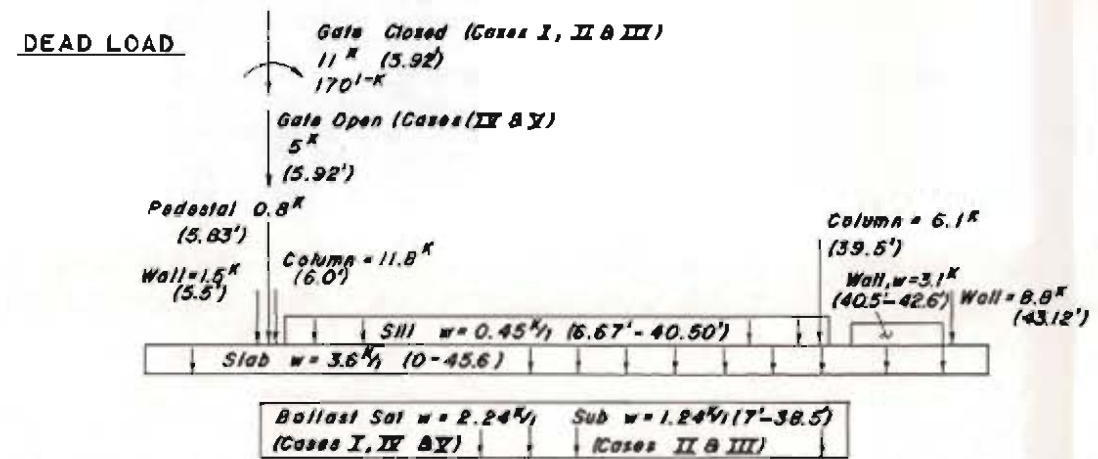 DEAD LOAD
Gate Closed (Cases I, II & III)
11 K (5.92')
170 I-K
Gate Open (Cases (IV & V)
5 K
(5.92')
Pedestal 0.8 K
(5.83')
Wall=1.5 K
(5.5')
Column = 11.8 K
(6.0')
Column = 6.1 K
(39.5')
Wall, w=3.1 K
(40.5'-42.6')
Wall = 8.8 K
(43.12')
Sill w= 0.45 K/1 (6.67' - 40.50')
Slab w = 3.6 K/1 (0-45.6)
Ballast Sat w = 2.24 K/1 Sub w= 1.24 K/1 (7'-38.5')
(Cases I, IV & V) (Cases II & III)